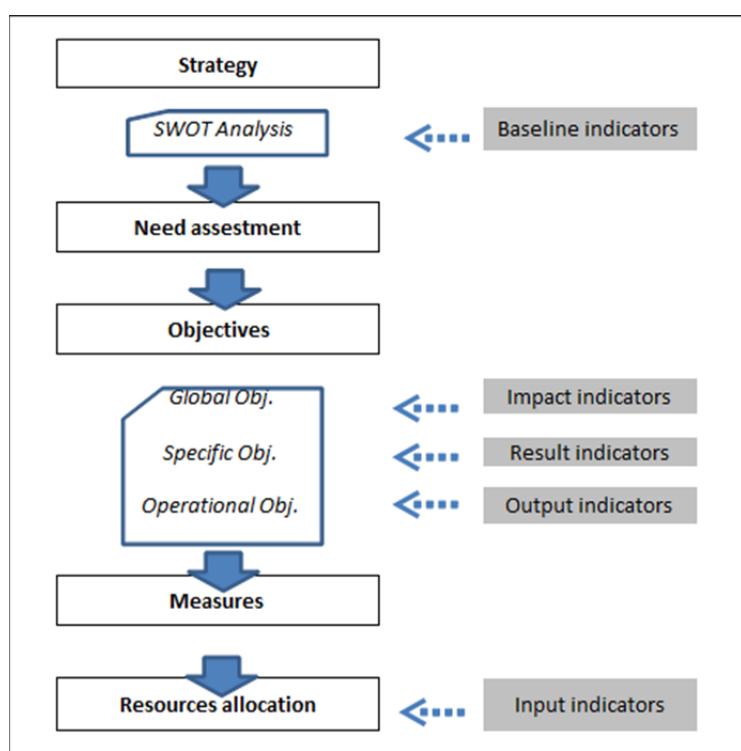 Strategy
SWOT Analysis
Baseline indicators
Need assestment
Objectives
Global Obj.
Impact indicators
Specific Obj.
Result indicators
Operational Obj.
Output indicators
Measures
Resources allocation
Input indicators